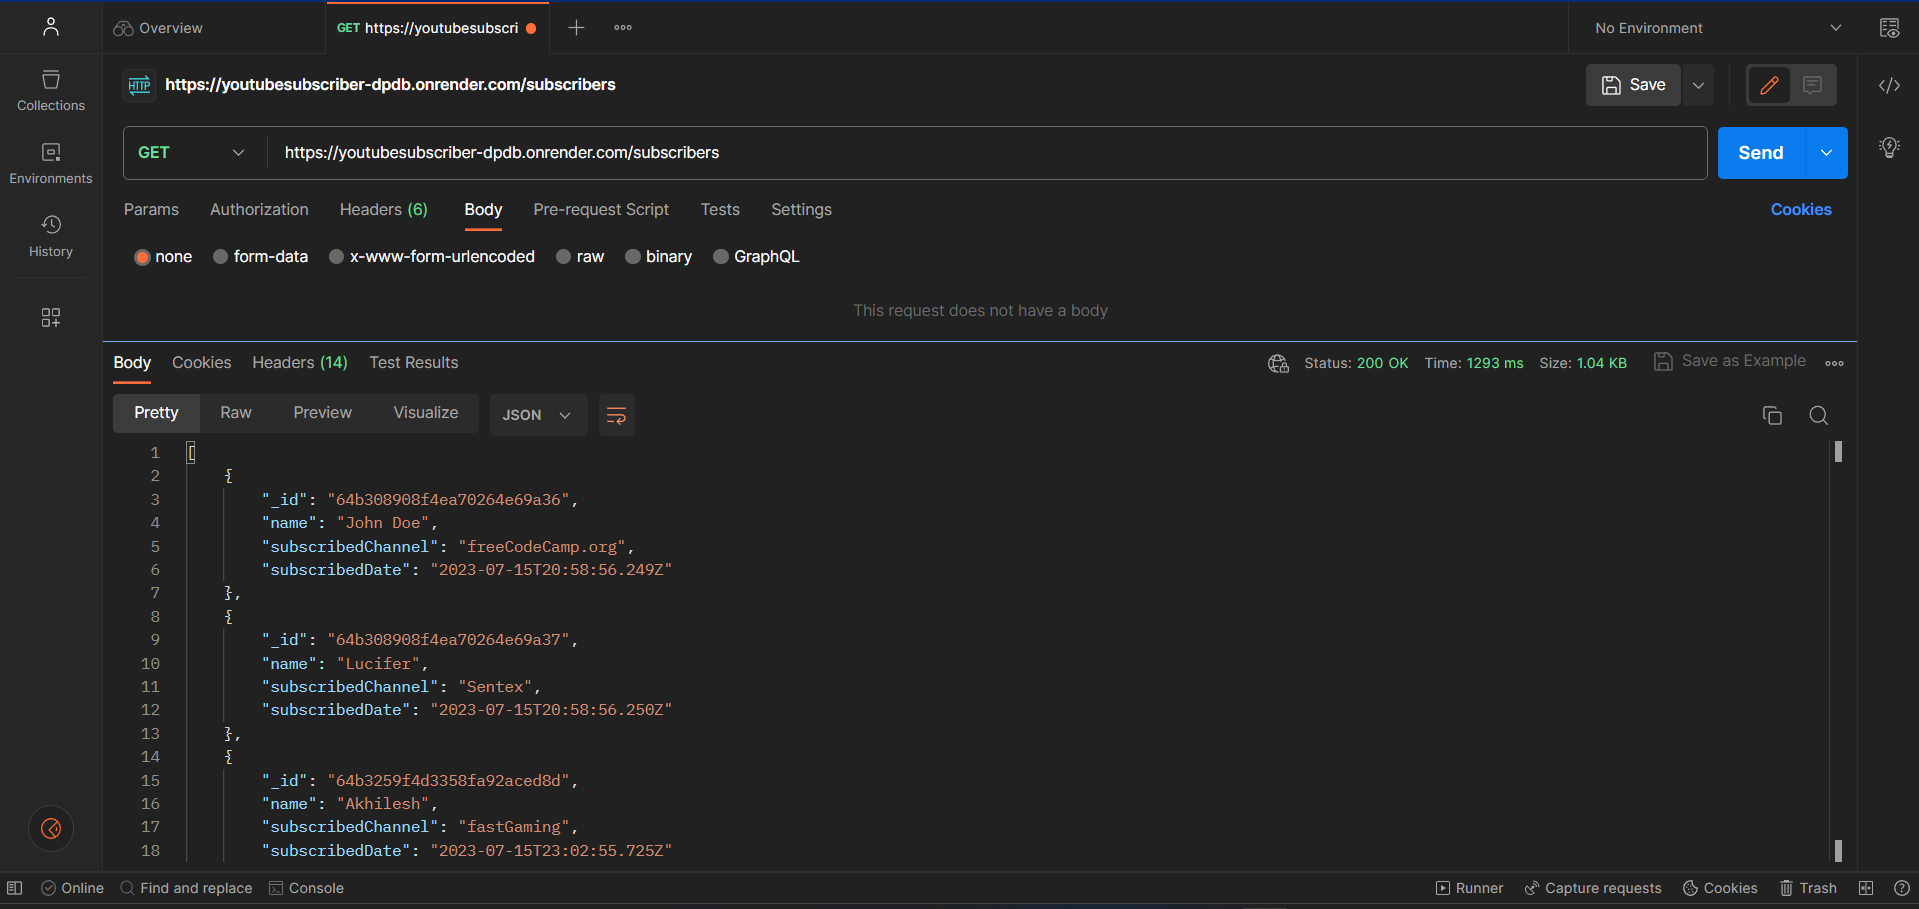 Overview
GET https://youtubesubscri
No Environment
Collections
Environments
History
HTTP https://youtubesubscriber-dpdb.onrender.com/subscribers
Save
GET https://youtubesubscriber-dpdb.onrender.com/subscribers
Send
Params Authorization Headers (6) Body Pre-request Script Tests Settings Cookies
none form-data x-www-form-urlencoded raw binary GraphQL
This request does not have a body
Body Cookies Headers (14) Test Results Status: 200 OK Time: 1293 ms Size: 1.04 KB Save as Example
Pretty Raw Preview Visualize JSON
1 [
2 {
3 "_id": "64b308908f4ea70264e69a36",
4 "name": "John Doe",
5 "subscribedChannel": "freeCodeCamp.org",
6 "subscribedDate": "2023-07-15T20:58:56.249Z"
7 },
8 {
9 "_id": "64b308908f4ea70264e69a37",
10 "name": "Lucifer",
11 "subscribedChannel": "Sentex",
12 "subscribedDate": "2023-07-15T20:58:56.250Z"
13 },
14 {
15 "_id": "64b3259f4d3358fa92aced8d",
16 "name": "Akhilesh",
17 "subscribedChannel": "fastGaming",
18 "subscribedDate": "2023-07-15T23:02:55.725Z"
Online Find and replace Console Runner Capture requests Cookies Trash